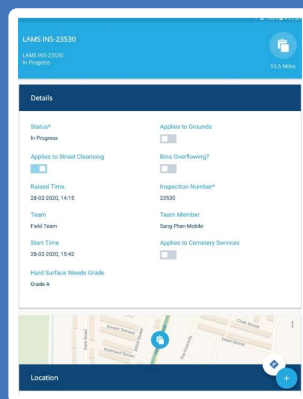 LAMS INS-23530
LAMS INS-23530
In Progress
55.5 Miles
Details
Status*
In Progress
Applies to Grounds
Applies to Street Cleansing
Bins Overflowing?
Raised Time
28-02-2020, 14:15
Inspection Number*
23530
Team
Field Team
Team Member
Sang Phan Mobile
Start Time
28-02-2020, 15:42
Applies to Cemetery Services
Hard Surface Weeds Grade
Grade A
Location